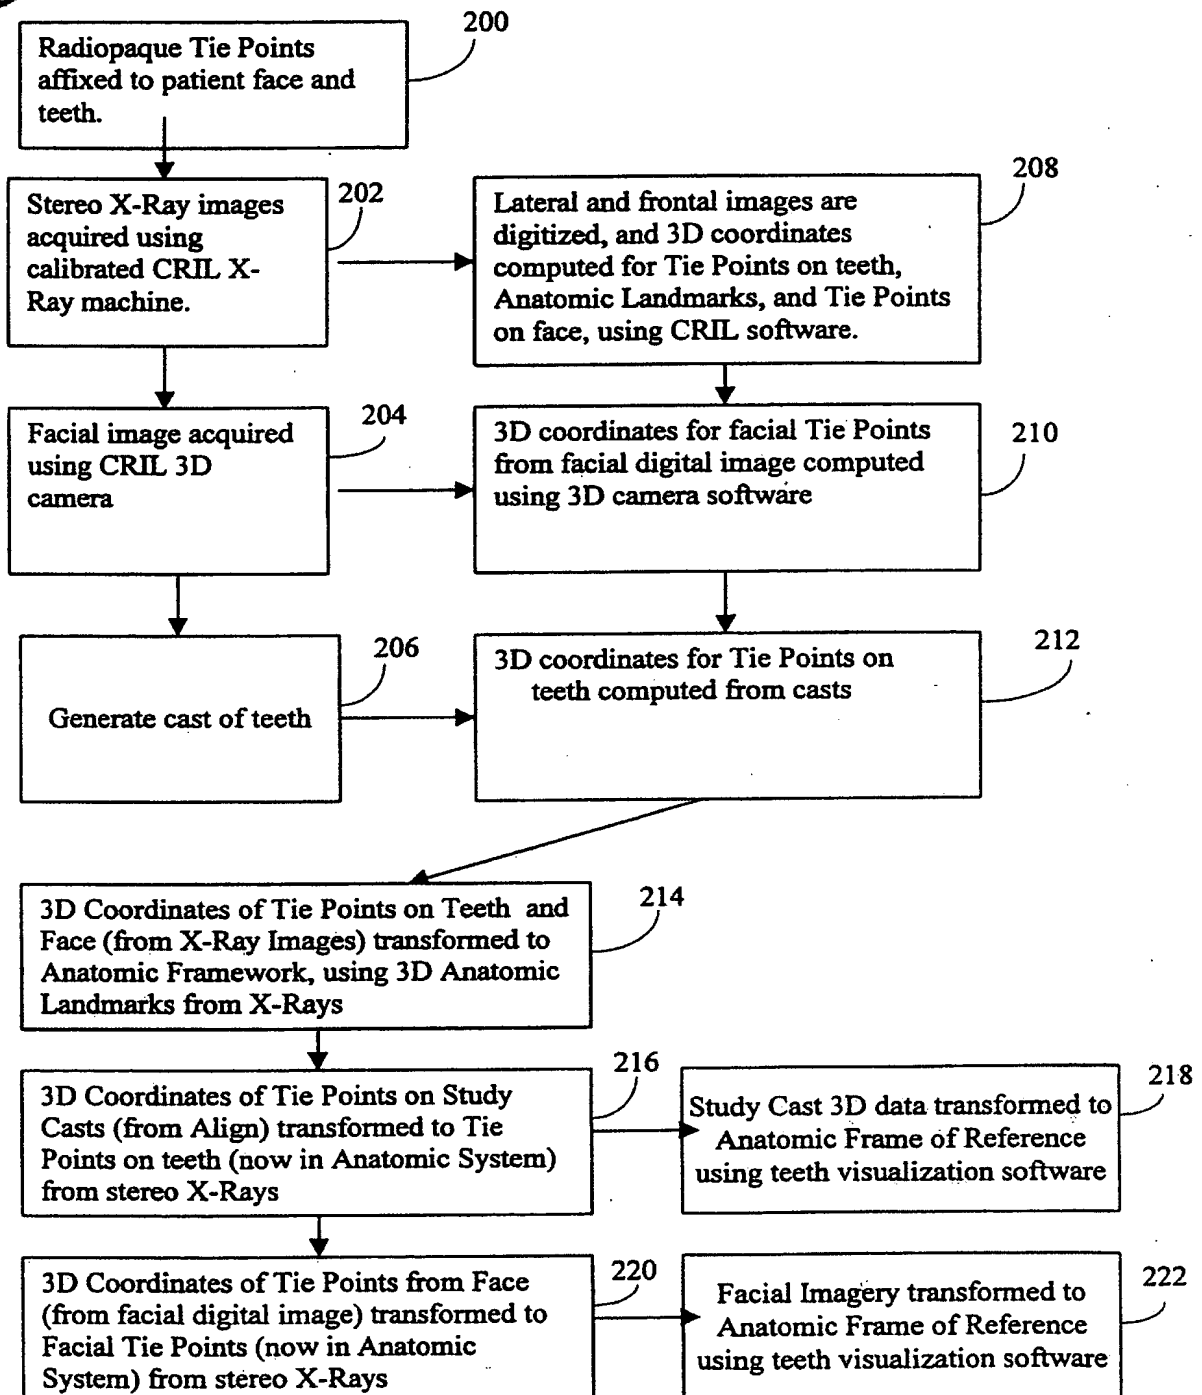 200
Radiopaque Tie Points
affixed to patient face and
teeth.
202
Stereo X-Ray images
acquired using
calibrated CRIL X-
Ray machine.
208
Lateral and frontal images are
digitized, and 3D coordinates
computed for Tie Points on teeth,
Anatomic Landmarks, and Tie Points
on face, using CRIL software.
204
Facial image acquired
using CRIL 3D
camera
210
3D coordinates for facial Tie Points
from facial digital image computed
using 3D camera software
206
Generate cast of teeth
212
3D coordinates for Tie Points on
teeth computed from casts
214
3D Coordinates of Tie Points on Teeth and
Face (from X-Ray Images) transformed to
Anatomic Framework, using 3D Anatomic
Landmarks from X-Rays
216
3D Coordinates of Tie Points on Study
Casts (from Align) transformed to Tie
Points on teeth (now in Anatomic System)
from stereo X-Rays
218
Study Cast 3D data transformed to
Anatomic Frame of Reference
using teeth visualization software
220
3D Coordinates of Tie Points from Face
(from facial digital image) transformed to
Facial Tie Points (now in Anatomic
System) from stereo X-Rays
222
Facial Imagery transformed to
Anatomic Frame of Reference
using teeth visualization software